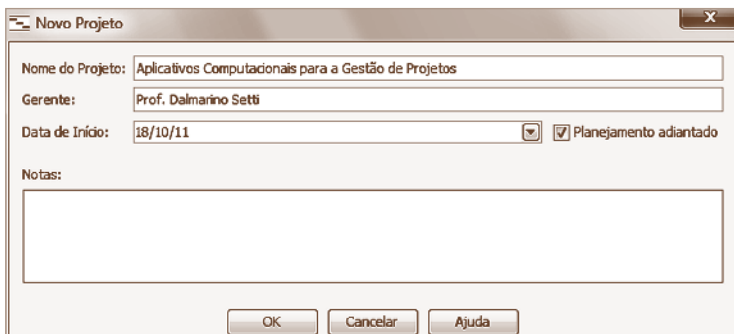 Novo Projeto
X
Nome do Projeto: Aplicativos Computacionais para a Gestão de Projetos
Gerente: Prof. Dalmarino Setti
Data de Início: 18/10/11 Planejamento adiantado
Notas:
OK Cancelar Ajuda